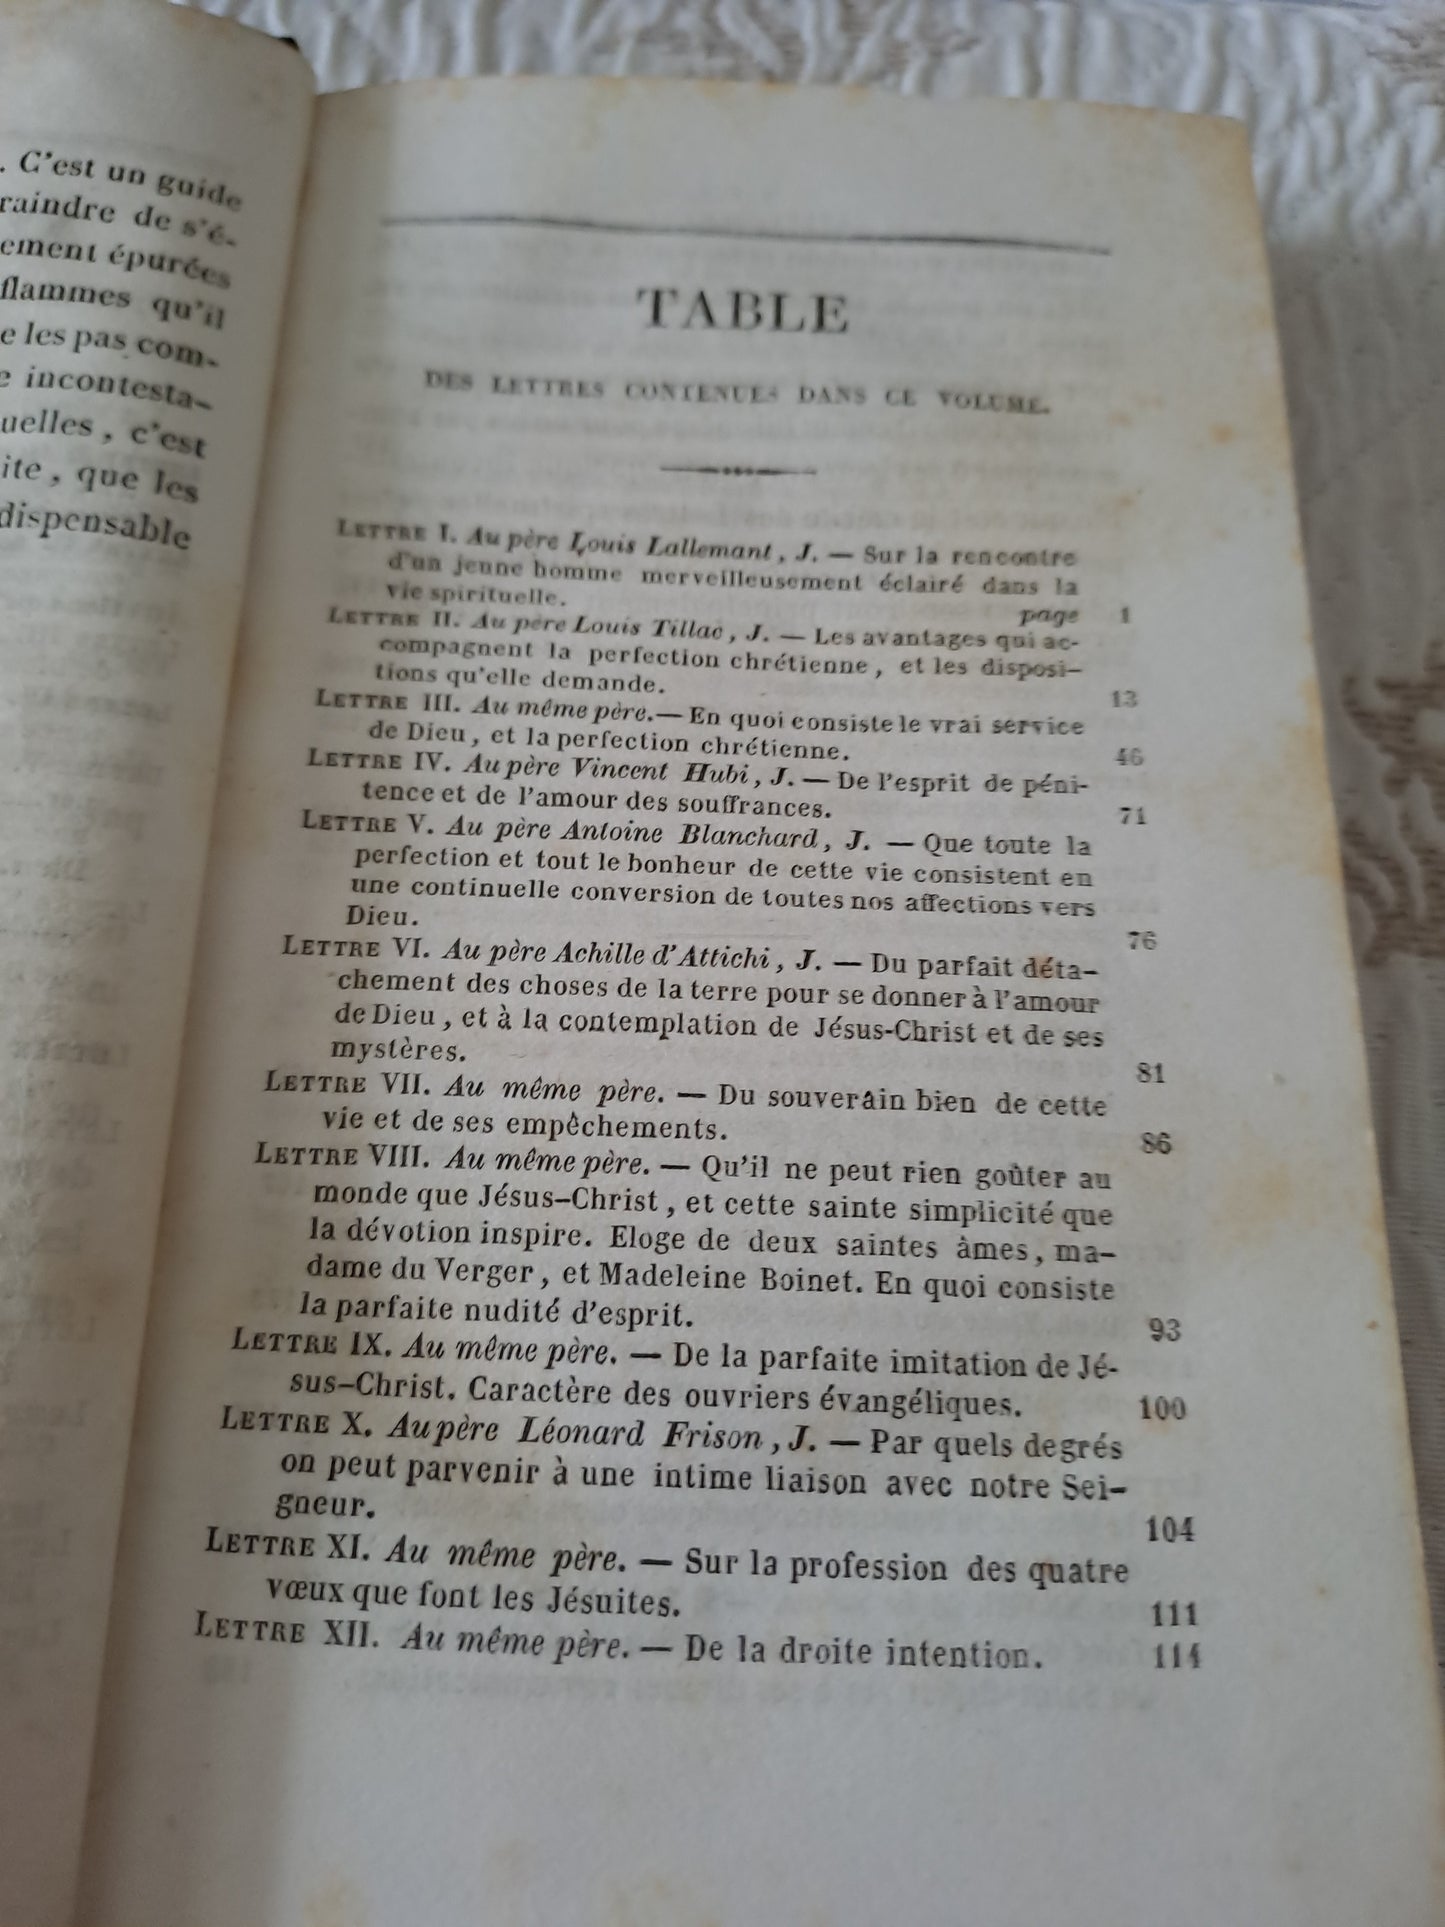 . C'est un guide
raindre de s'é-
ement épurées
flammes qu'il
e les pas com-
e incontesta-
uelles, c'est
ite, que les
dispensable
TABLE
DES LETTRES CONTENUES DANS CE VOLUME.
LETTRE I. Au père Louis Lallemant, J. — Sur la rencontre
d'un jeune homme merveilleusement éclairé dans la
vie spirituelle. page 1
LETTRE II. Au père Louis Tillac, J. — Les avantages qui ac-
compagnent la perfection chrétienne, et les disposi-
tions qu'elle demande. 13
LETTRE III. Au même père. — En quoi consiste le vrai service
de Dieu, et la perfection chrétienne. 46
LETTRE IV. Au père Vincent Hubi, J. — De l'esprit de péni-
tence et de l'amour des souffrances. 71
LETTRE V. Au père Antoine Blanchard, J. — Que toute la
perfection et tout le bonheur de cette vie consistent en
une continuelle conversion de toutes nos affections vers
Dieu. 76
LETTRE VI. Au père Achille d'Attichi, J. — Du parfait déta-
chement des choses de la terre pour se donner à l'amour
de Dieu, et à la contemplation de Jésus-Christ et de ses
mystères. 81
LETTRE VII. Au même père. — Du souverain bien de cette
vie et de ses empêchements. 86
LETTRE VIII. Au même père. — Qu'il ne peut rien goûter au
monde que Jésus-Christ, et cette sainte simplicité que
la dévotion inspire. Eloge de deux saintes âmes, ma-
dame du Verger, et Madeleine Boinet. En quoi consiste
la parfaite nudité d'esprit. 93
LETTRE IX. Au même père. — De la parfaite imitation de Jé-
sus-Christ. Caractère des ouvriers évangéliques. 100
LETTRE X. Au père Léonard Frison, J. — Par quels degrés
on peut parvenir à une intime liaison avec notre Sei-
gneur. 104
LETTRE XI. Au même père. — Sur la profession des quatre
vœux que font les Jésuites. 111
LETTRE XII. Au même père. — De la droite intention. 114